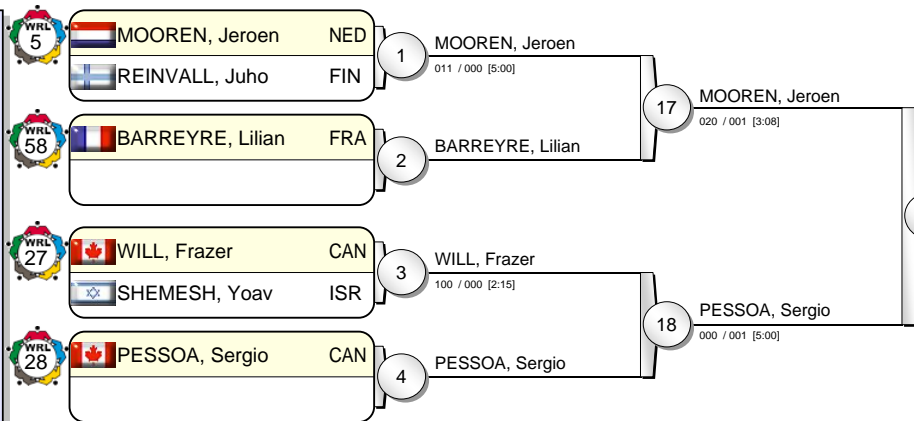 WRL
5
MOOREN, Jeroen NED
REINVALL, Juho FIN
1
MOOREN, Jeroen
011 / 000 [5:00]
WRL
58
BARREYRE, Lilian FRA
2
BARREYRE, Lilian
17
MOOREN, Jeroen
020 / 001 [3:08]
WRL
27
WILL, Frazer CAN
SHEMESH, Yoav ISR
3
WILL, Frazer
100 / 000 [2:15]
WRL
28
PESSOA, Sergio CAN
4
PESSOA, Sergio
18
PESSOA, Sergio
000 / 001 [5:00]